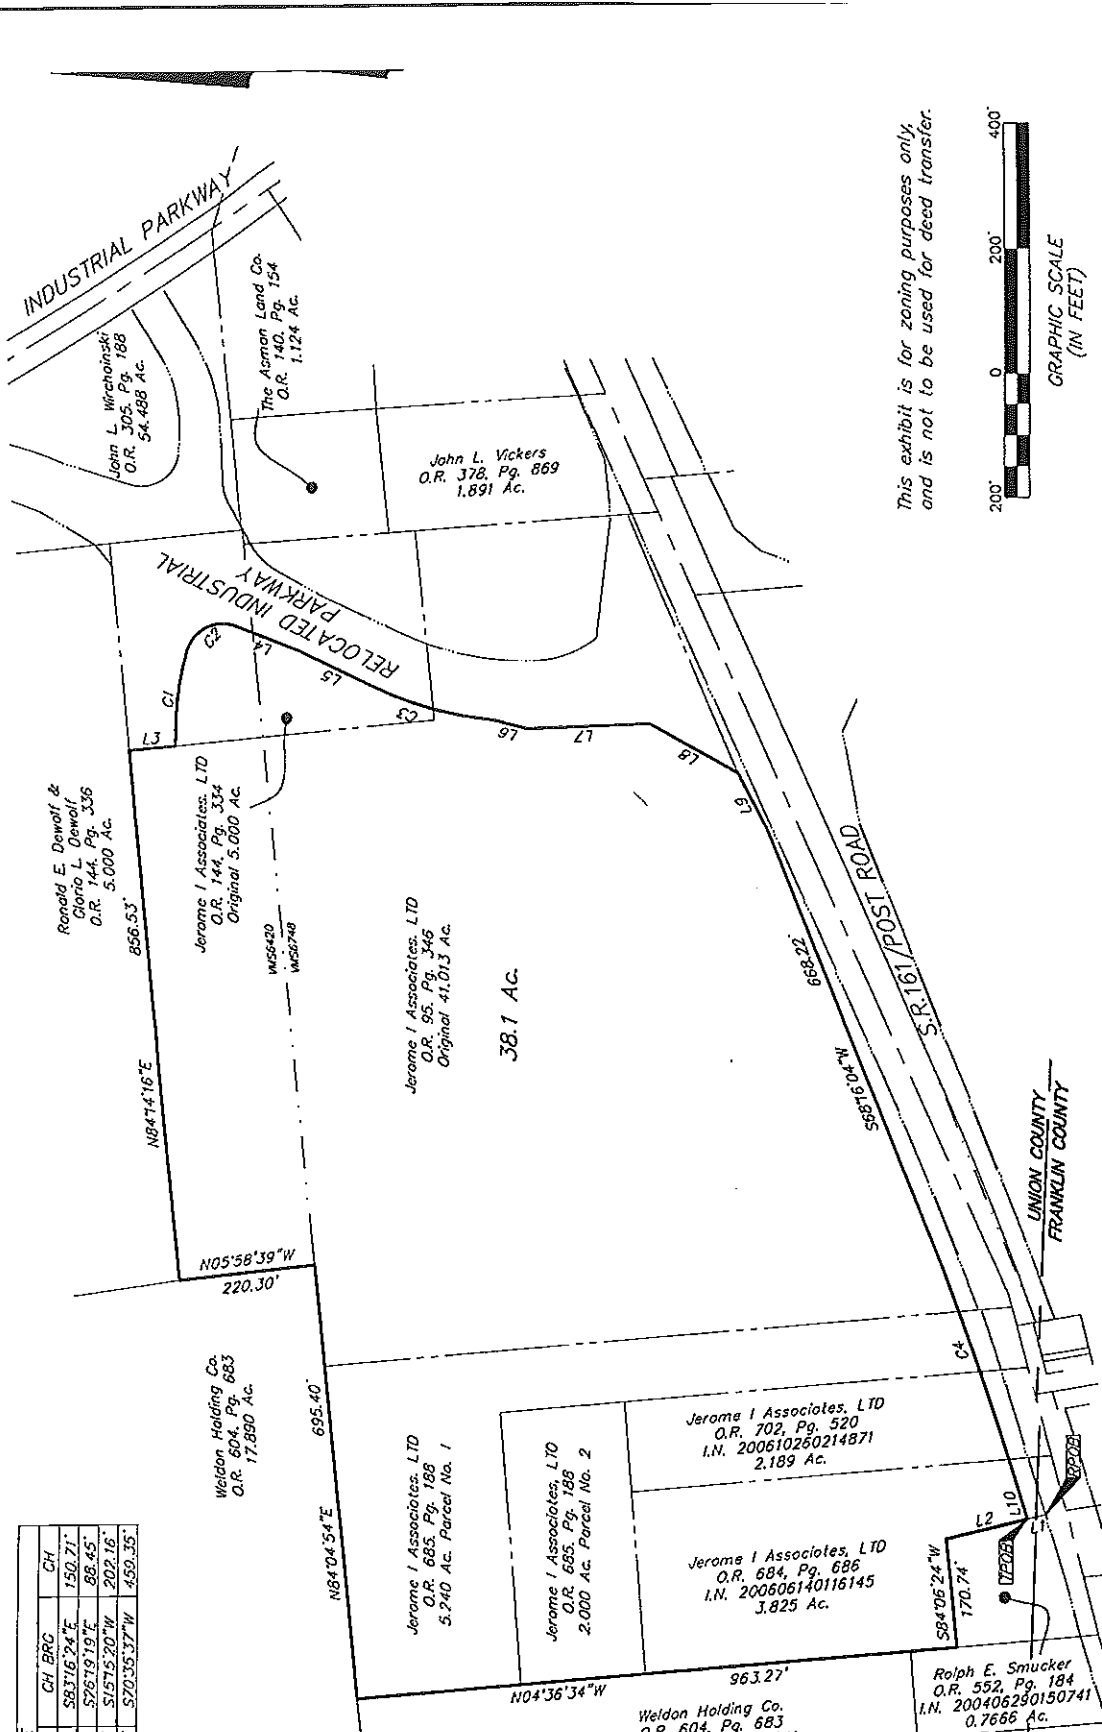 INDUSTRIAL PARKWAY
John L. Wirchoinski
O.R. 305, Pg. 188
54.488 Ac.
The Asman Land Co.
O.R. 140, Pg. 154
1.124 Ac.
John L. Vickers
O.R. 378, Pg. 869
1.891 Ac.
This exhibit is for zoning purposes only,
and is not to be used for deed transfer.
200'
0
200'
400'
GRAPHIC SCALE
(IN FEET)
RELOCATED INDUSTRIAL
PARKWAY
L3
C1
C2
L4
L5
C3
L6
L7
L8
L9
Ronald E. Dewolf &
Gloria L. Dewolf
O.R. 144, Pg. 336
5.000 Ac.
856.53'
N84°14'16"E
Jerome I Associates, LTD
O.R. 144, Pg. 334
Original 5.000 Ac.
VMS6420
VMS6748
Jerome I Associates, LTD
O.R. 95, Pg. 346
Original 41.013 Ac.
38.1 Ac.
668.22'
S68°16'04"W
S.R.161/POST ROAD
UNION COUNTY
FRANKLIN COUNTY
N05°58'39"W
220.30'
Weldon Holding Co.
O.R. 604, Pg. 683
17.890 Ac.
695.40'
N84°04'54"E
Jerome I Associates, LTD
O.R. 685, Pg. 188
5.240 Ac. Parcel No. 1
Jerome I Associates, LTD
O.R. 685, Pg. 188
2.000 Ac. Parcel No. 2
Jerome I Associates, LTD
O.R. 702, Pg. 520
I.N. 200610260214871
2.189 Ac.
Jerome I Associates, LTD
O.R. 684, Pg. 686
I.N. 200606140116145
3.825 Ac.
C4
L10
L2
L1
TPOB
RPOB
S84°06'24"W
170.74'
Ralph E. Smucker
O.R. 552, Pg. 184
I.N. 200406290150741
0.7666 Ac.
N04°36'34"W
963.27'
Weldon Holding Co.
O.R. 604, Pg. 683
CH BRG CH
S83°16'24"E 150.71'
S76°19'19"E 88.45'
S15°15'20"W 202.16'
S70°35'37"W 459.35'